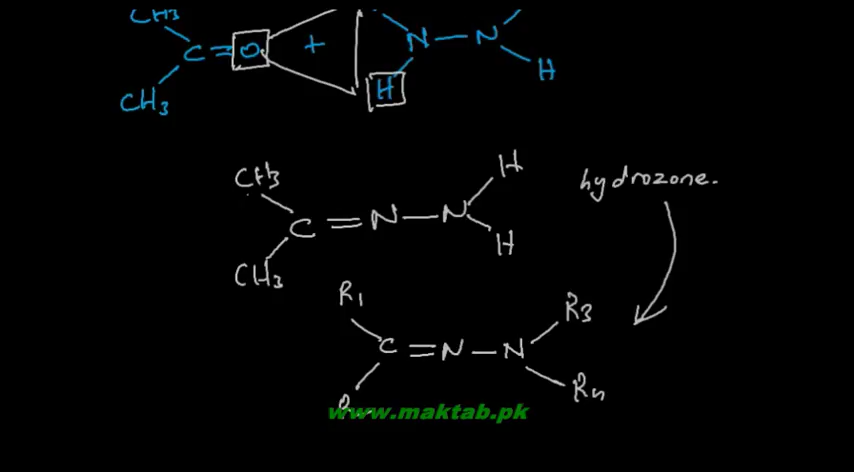 CH3
C = O + N — N
H
CH3 H
CH3 H
hydrozone.
C = N — N
CH3 H
R1 R3
C = N — N
R4
www.maktab.pk